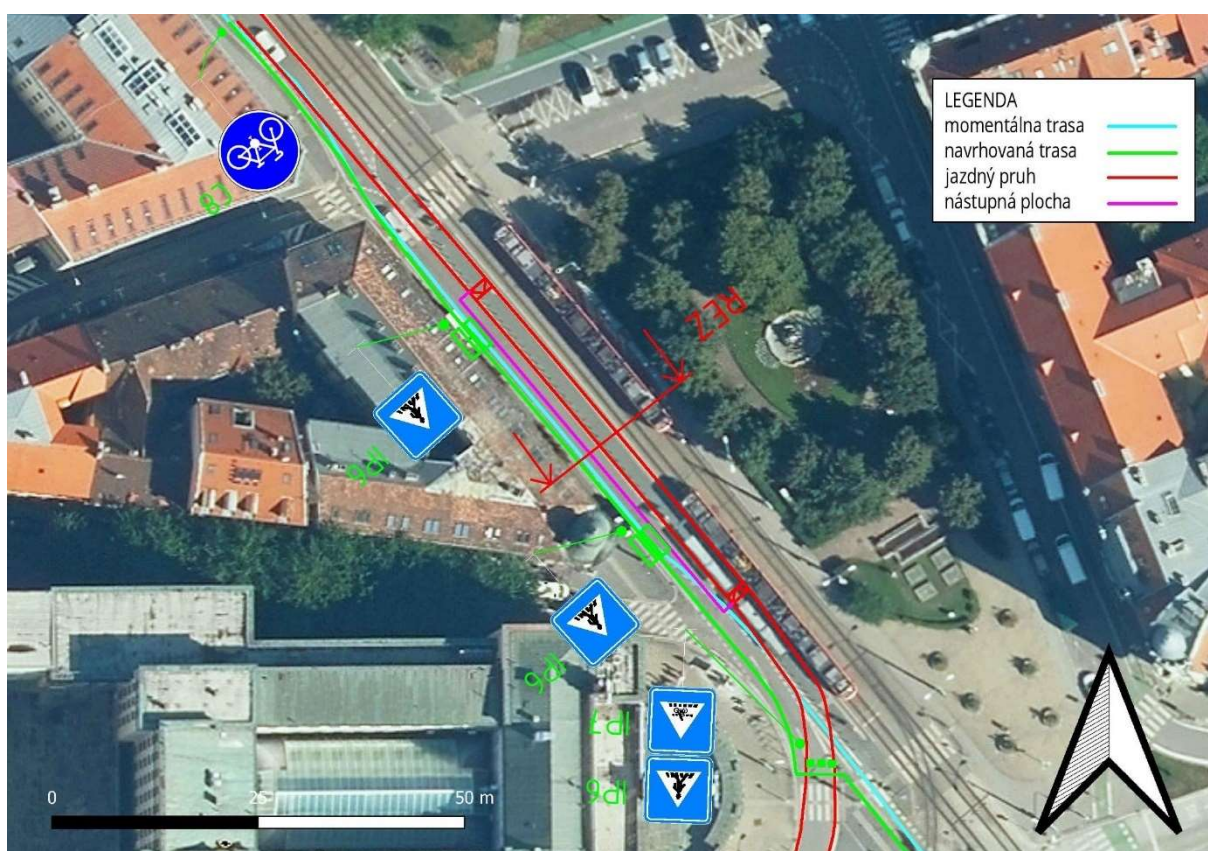 LEGENDA
momentálna trasa
navrhovaná trasa
jazdný pruh
nástupná plocha
C8
REZ
IP6
IP6
IP7
IP6
0 25 50 m